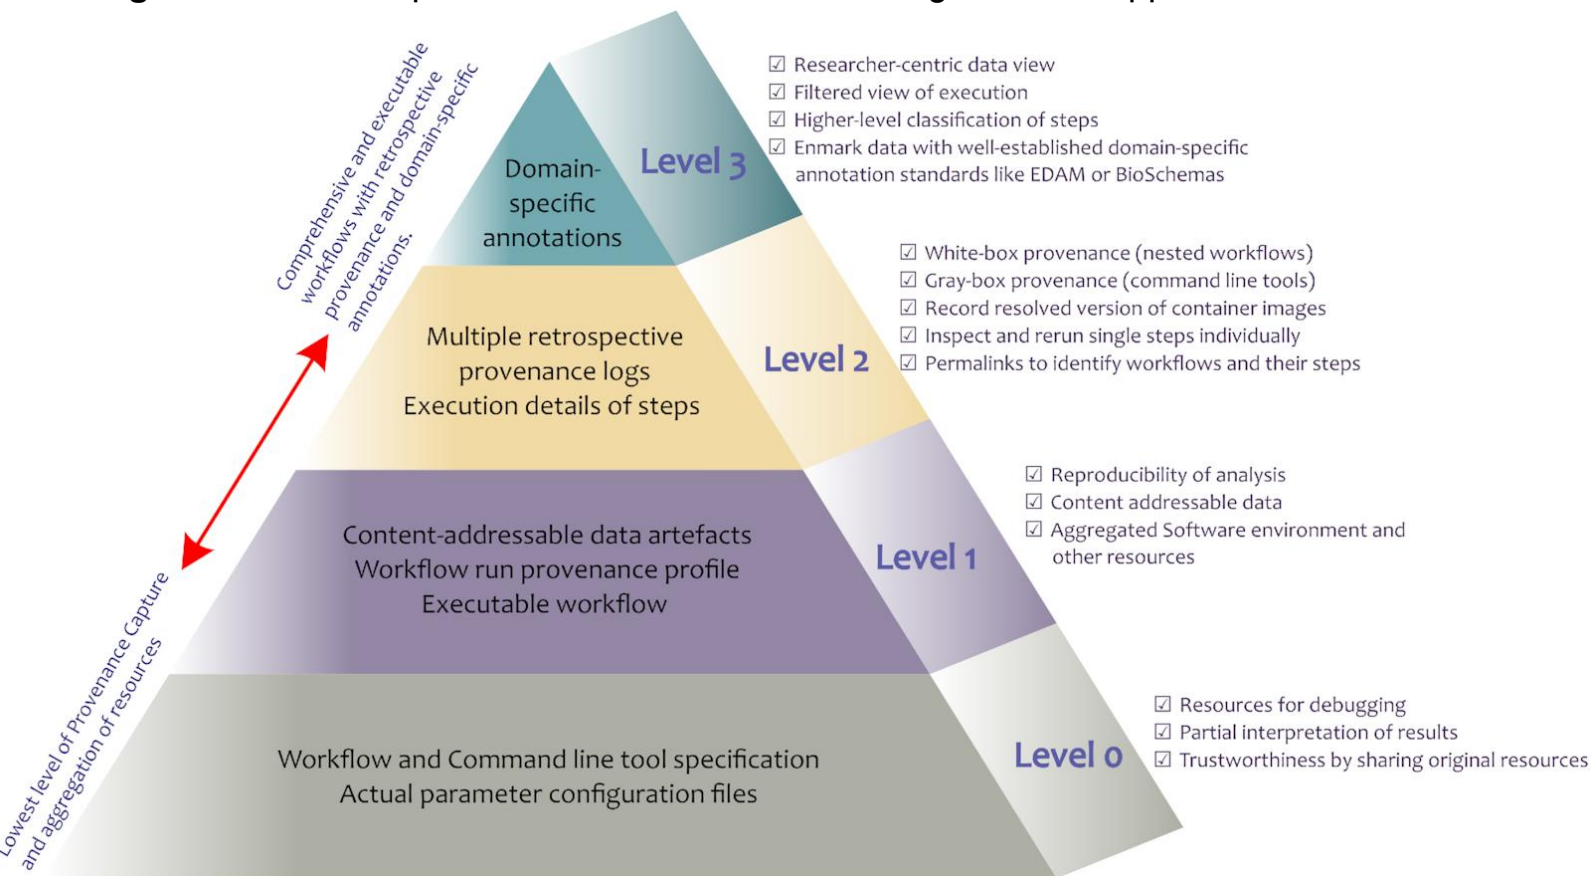 Comprehensive and executable
workflows with retrospective
provenance and domain-specific
annotations.
Lowest level of Provenance Capture
and aggregation of resources
Domain-
specific
annotations
Level 3
☑ Researcher-centric data view
☑ Filtered view of execution
☑ Higher-level classification of steps
☑ Enmark data with well-established domain-specific
annotation standards like EDAM or BioSchemas
Multiple retrospective
provenance logs
Execution details of steps
Level 2
☑ White-box provenance (nested workflows)
☑ Gray-box provenance (command line tools)
☑ Record resolved version of container images
☑ Inspect and rerun single steps individually
☑ Permalinks to identify workflows and their steps
Content-addressable data artefacts
Workflow run provenance profile
Executable workflow
Level 1
☑ Reproducibility of analysis
☑ Content addressable data
☑ Aggregated Software environment and
other resources
Workflow and Command line tool specification
Actual parameter configuration files
Level 0
☑ Resources for debugging
☑ Partial interpretation of results
☑ Trustworthiness by sharing original resources